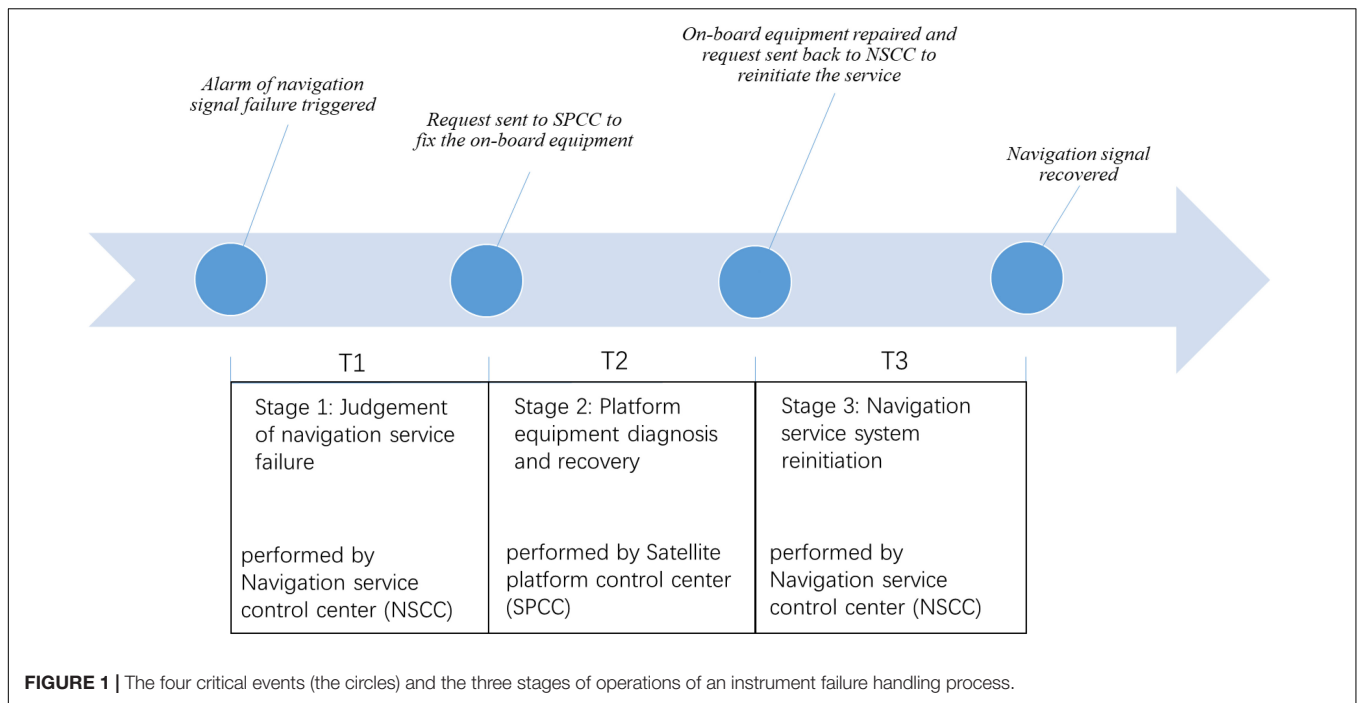 Alarm of navigation
signal failure triggered
Request sent to SPCC to
fix the on-board equipment
On-board equipment repaired and
request sent back to NSCC to
reinitiate the service
Navigation signal
recovered
T1
T2
T3
Stage 1: Judgement
of navigation service
failure
performed by
Navigation service
control center (NSCC)
Stage 2: Platform
equipment diagnosis
and recovery
performed by Satellite
platform control center
(SPCC)
Stage 3: Navigation
service system
reinitiation
performed by
Navigation service
control center (NSCC)
FIGURE 1 | The four critical events (the circles) and the three stages of operations of an instrument failure handling process.